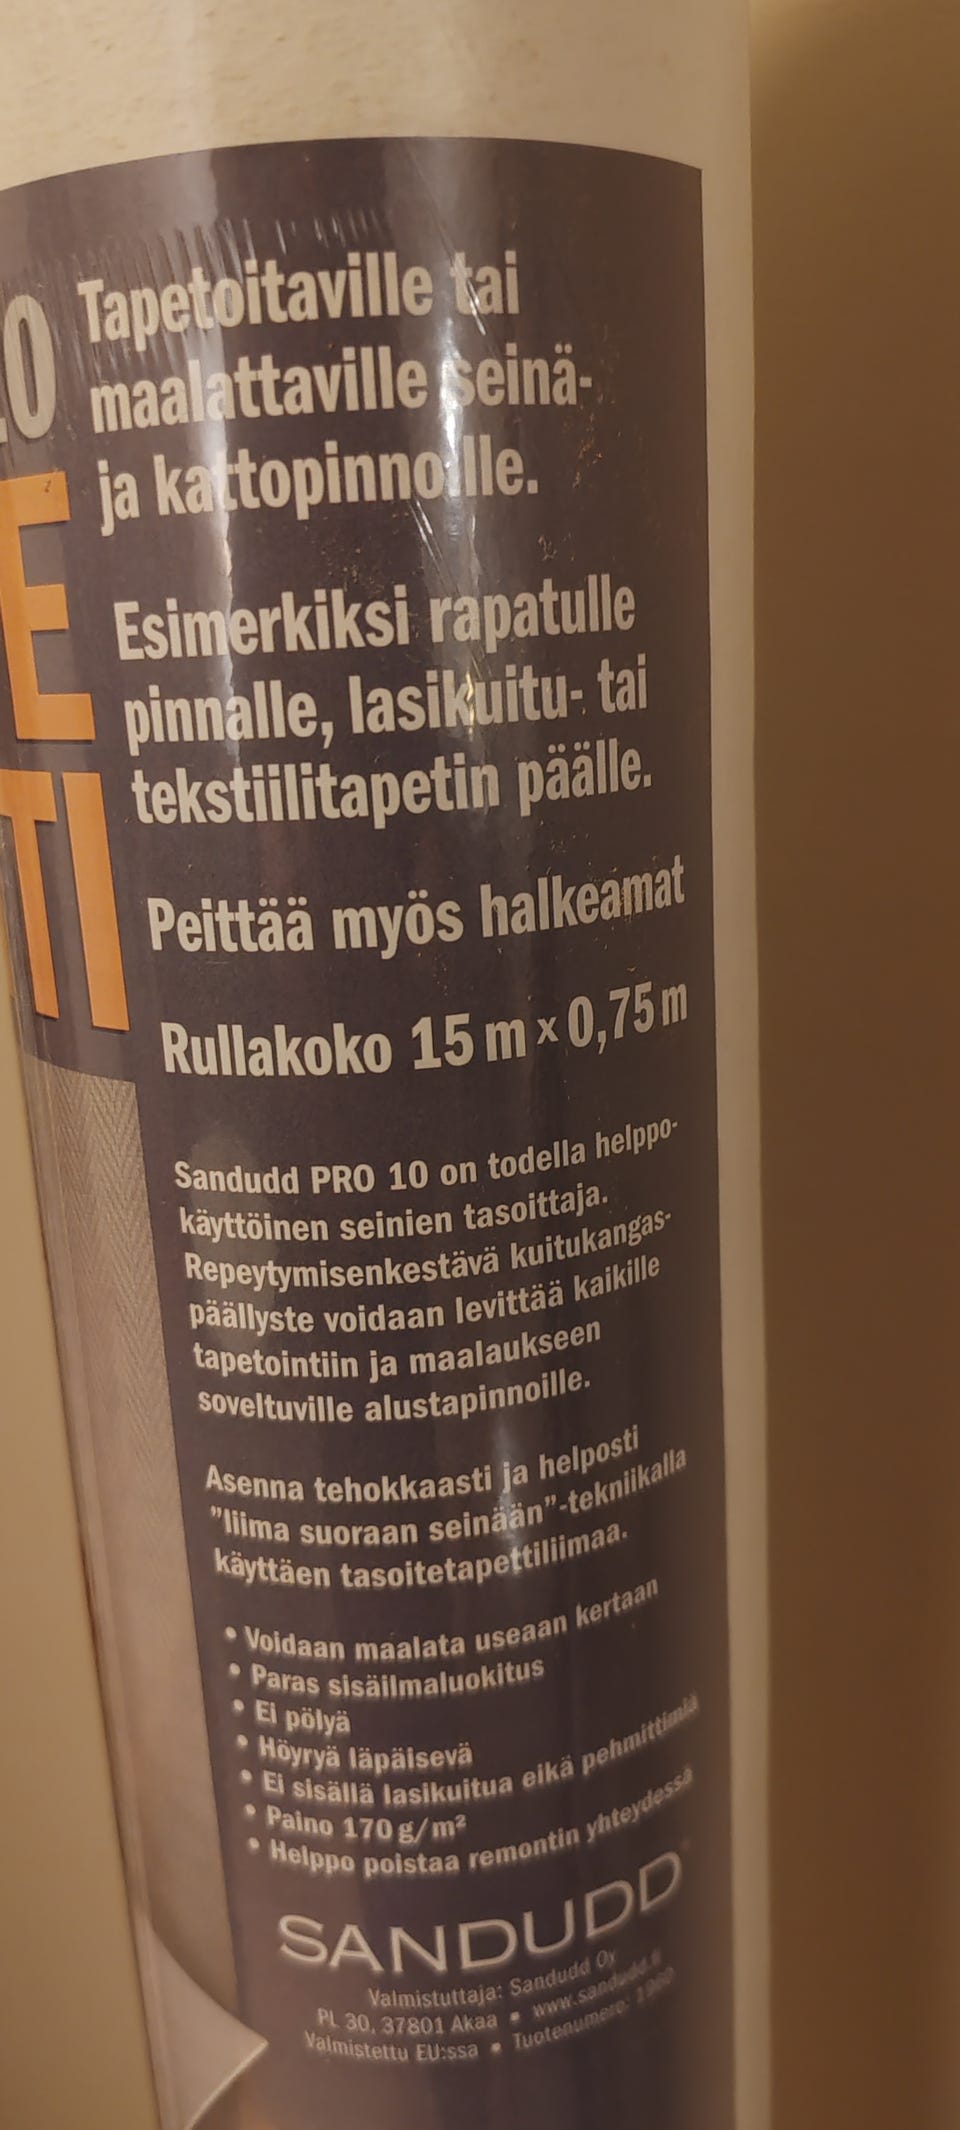 10
E
TI
Tapetoitaville tai
maalattaville seinä-
ja kattopinnoille.
Esimerkiksi rapatulle
pinnalle, lasikuitu- tai
tekstiilitapetin päälle.
Peittää myös halkeamat
Rullakoko 15 m x 0,75 m
Sandudd PRO 10 on todella helppo-
käyttöinen seinien tasoittaja.
Repeytymisenkestävä kuitukangas-
päällyste voidaan levittää kaikille
tapetointiin ja maalaukseen
soveltuville alustapinnoille.
Asenna tehokkaasti ja helposti
"liima suoraan seinään"-tekniikalla
käyttäen tasoitetapettiliimaa.
• Voidaan maalata useaan kertaan
• Paras sisäilmaluokitus
• Ei pölyä
• Höyryä läpäisevä
• Ei sisällä lasikuitua eikä pehmittimiä
• Paino 170 g/m²
• Helppo poistaa remontin yhteydessä
SANDUDD
Valmistuttaja: Sandudd Oy
PL 30, 37801 Akaa • www.sandudd.fi
Valmistettu EU:ssa • Tuotenumero: